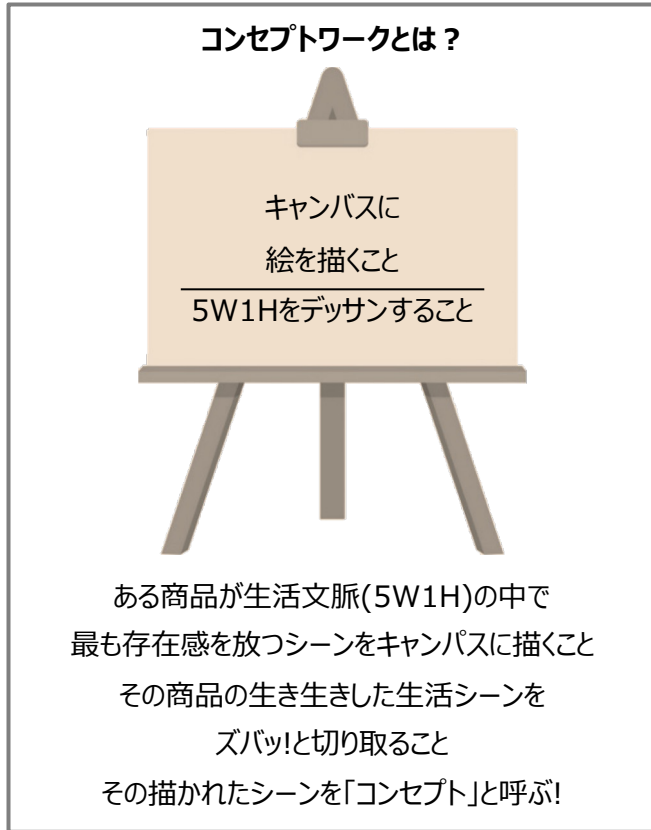 コンセプトワークとは？
キャンバスに
絵を描くこと
5W1Hをデッサンすること
ある商品が生活文脈(5W1H)の中で
最も存在感を放つシーンをキャンパスに描くこと
その商品の生き生きした生活シーンを
ズバッ!と切り取ること
その描かれたシーンを「コンセプト」と呼ぶ!